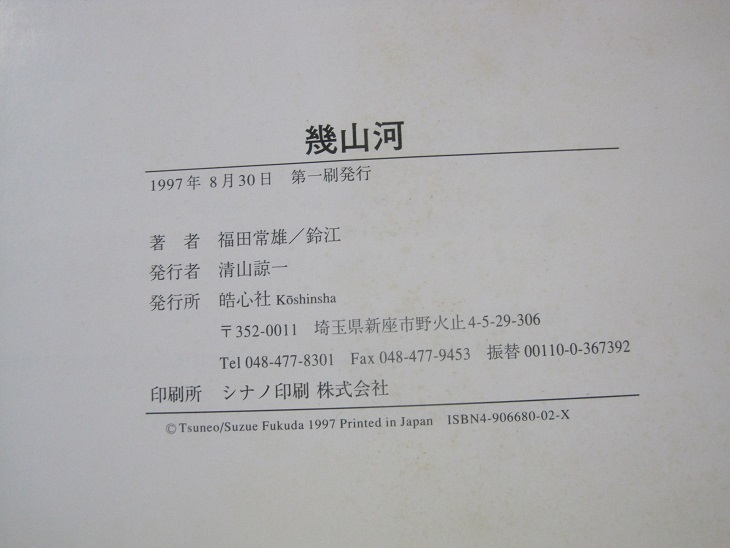 幾山河
1997年 8月30日 第一刷発行
著 者 福田常雄／鈴江
発行者 清山諒一
発行所 皓心社 Kōshinsha
〒352-0011 埼玉県新座市野火止4-5-29-306
Tel 048-477-8301 Fax 048-477-9453 振替 00110-0-367392
印刷所 シナノ印刷 株式会社
© Tsuneo/Suzue Fukuda 1997 Printed in Japan ISBN4-906680-02-X